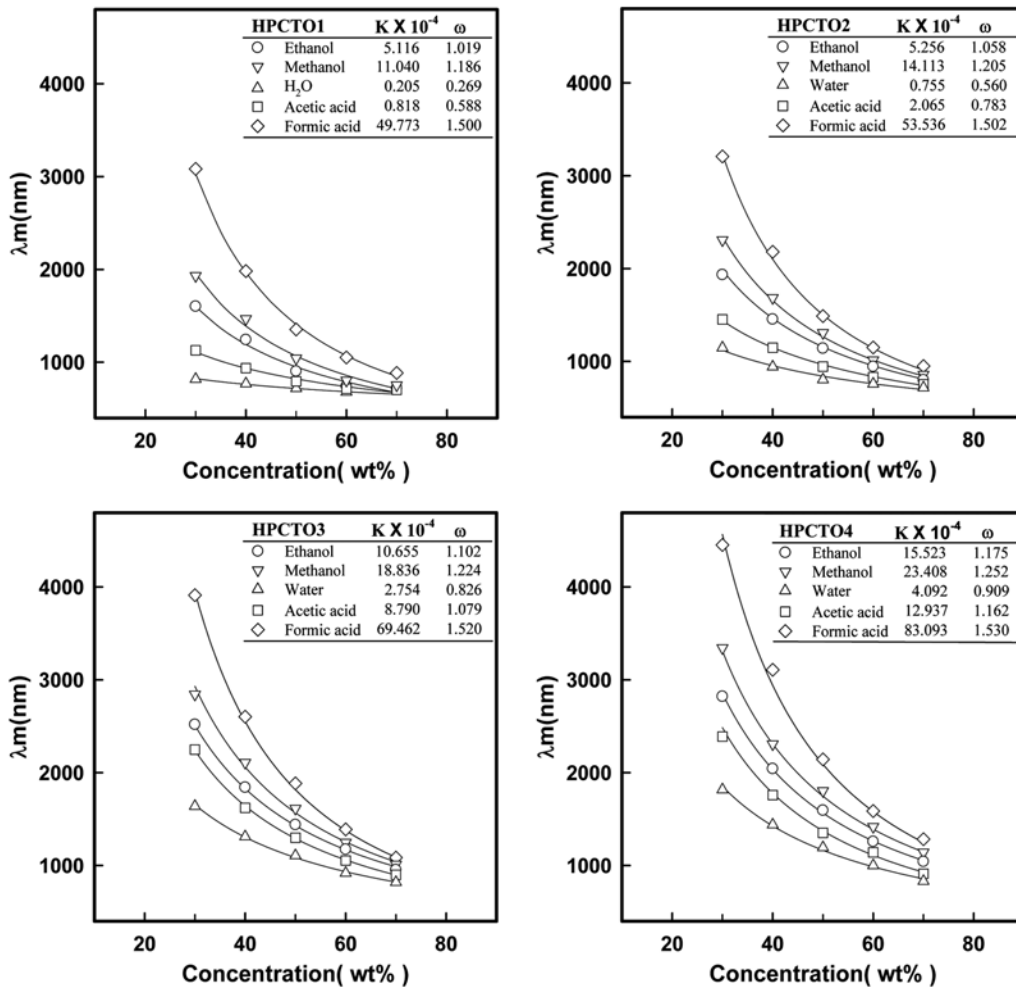 HPCTO1 K X 10-4 ω
Ethanol 5.116 1.019
Methanol 11.040 1.186
H2O 0.205 0.269
Acetic acid 0.818 0.588
Formic acid 49.773 1.500
4000
3000
2000
1000
λm(nm)
20 40 60 80
Concentration( wt% )
HPCTO2 K X 10-4 ω
Ethanol 5.256 1.058
Methanol 14.113 1.205
Water 0.755 0.560
Acetic acid 2.065 0.783
Formic acid 53.536 1.502
4000
3000
2000
1000
λm(nm)
20 40 60 80
Concentration( wt% )
HPCTO3 K X 10-4 ω
Ethanol 10.655 1.102
Methanol 18.836 1.224
Water 2.754 0.826
Acetic acid 8.790 1.079
Formic acid 69.462 1.520
4000
3000
2000
1000
λm(nm)
20 40 60 80
Concentration( wt% )
HPCTO4 K X 10-4 ω
Ethanol 15.523 1.175
Methanol 23.408 1.252
Water 4.092 0.909
Acetic acid 12.937 1.162
Formic acid 83.093 1.530
4000
3000
2000
1000
λm(nm)
20 40 60 80
Concentration( wt% )